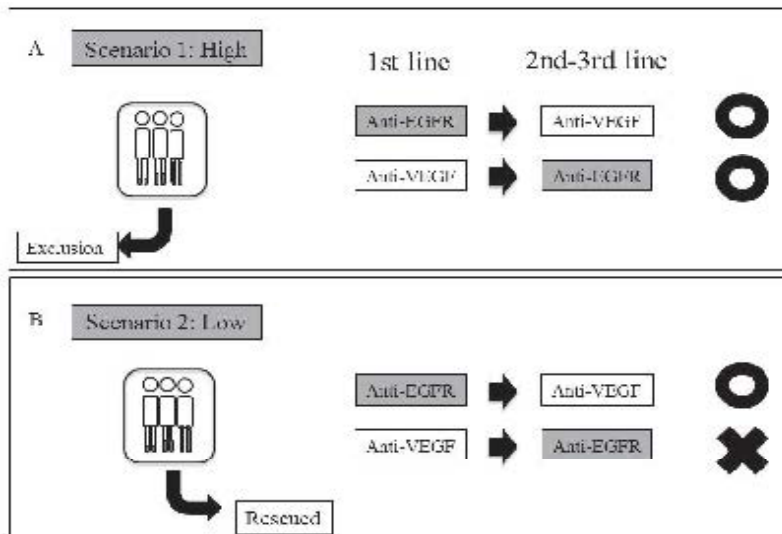 A Scenario 1: High
1st line 2nd-3rd line
Anti-EGFR Anti-VEGF
Anti-VEGF Anti-EGFR
Exclusion
B Scenario 2: Low
Anti-EGFR Anti-VEGF
Anti-VEGF Anti-EGFR
Rescued